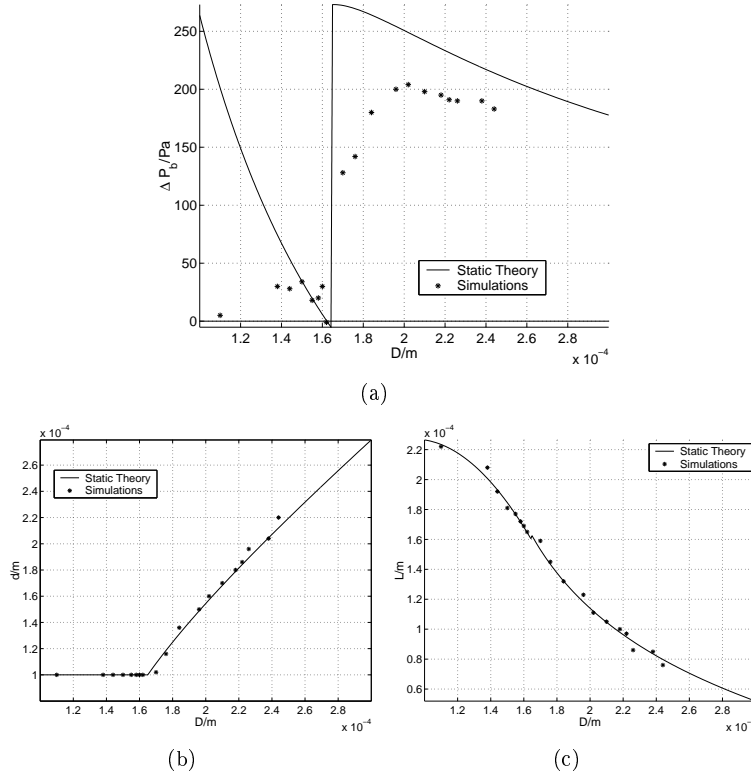 250
200
150
100
50
0
Δ P_b/Pa
Static Theory
Simulations
1.2 1.4 1.6 1.8 2 2.2 2.4 2.6 2.8
D/m
x 10^-4
(a)
x 10^-4
2.6
2.4
2.2
2
1.8
1.6
1.4
1.2
1
d/m
Static Theory
Simulations
1.2 1.4 1.6 1.8 2 2.2 2.4 2.6 2.8
D/m
x 10^-4
(b)
x 10^-4
2.2
2
1.8
1.6
1.4
1.2
1
0.8
0.6
L/m
Static Theory
Simulations
1.2 1.4 1.6 1.8 2 2.2 2.4 2.6 2.8
D/m
(c)